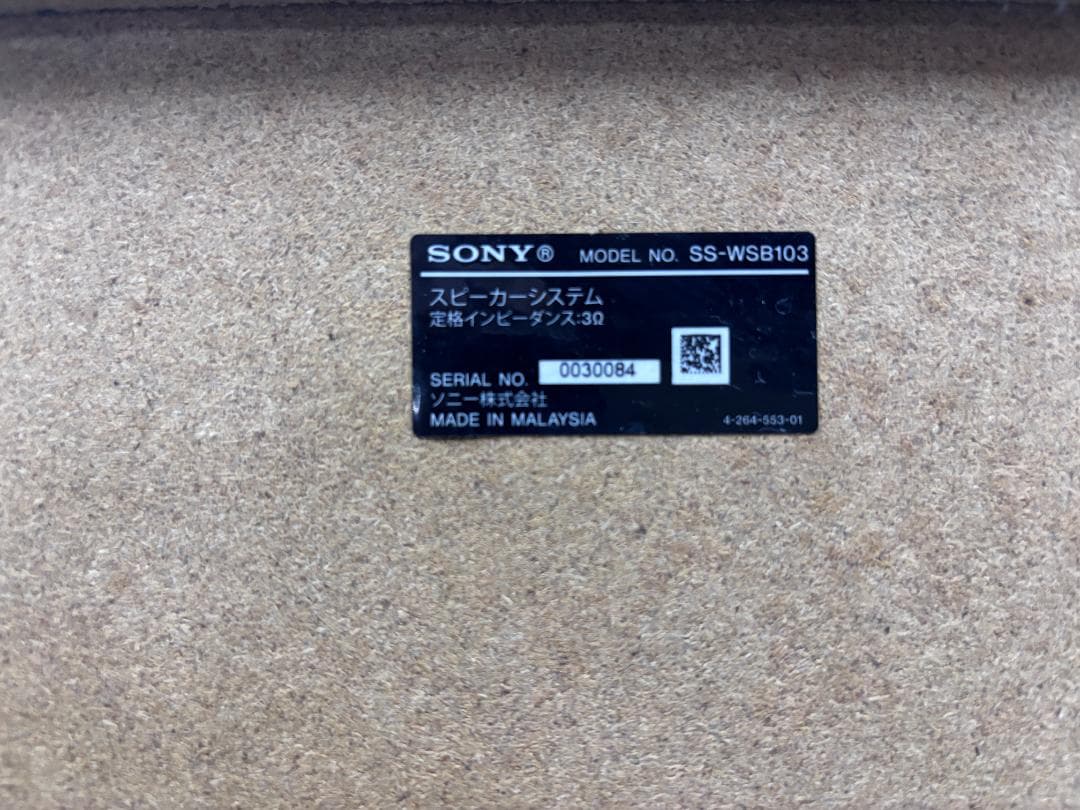 SONY® MODEL NO. SS-WSB103
スピーカーシステム
定格インピーダンス:3Ω
SERIAL NO. 0030084
ソニー株式会社
MADE IN MALAYSIA 4-264-553-01